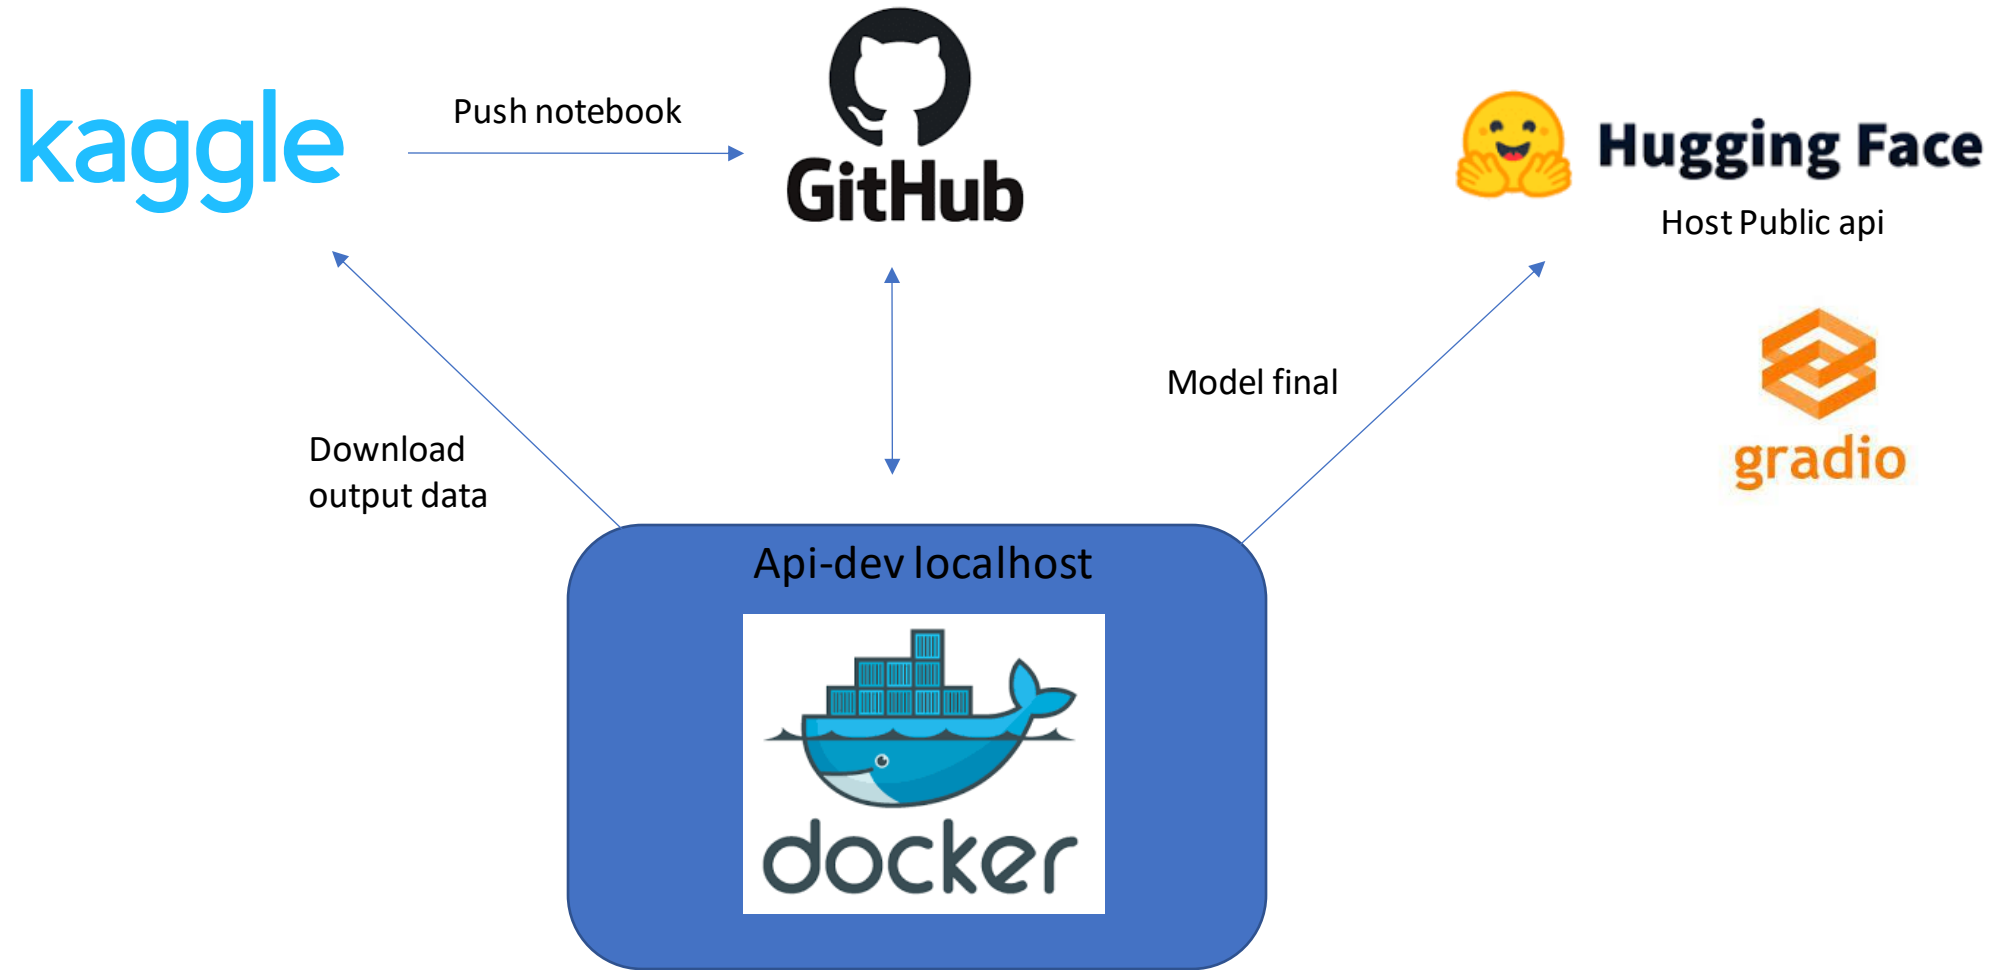 kaggle
Push notebook
GitHub
Hugging Face
Host Public api
Model final
gradio
Download
output data
Api-dev localhost
docker